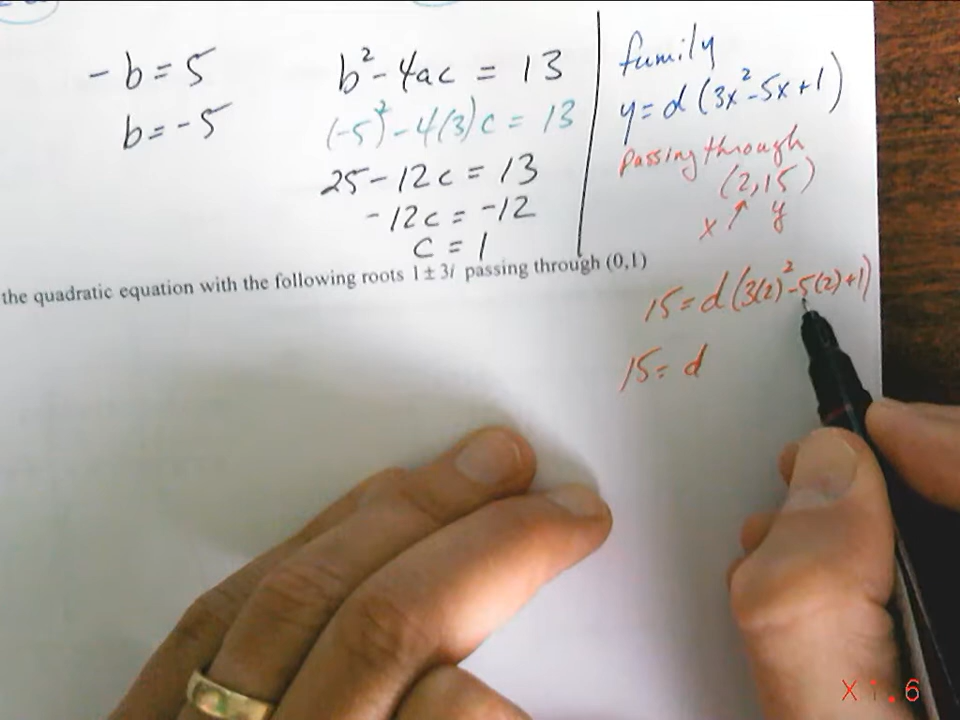 -b = 5
b = -5
b² - 4ac = 13
(-5)² - 4(3)c = 13
25 - 12c = 13
-12c = -12
c = 1
family
y = d(3x² - 5x + 1)
passing through
(2,15)
x ↗ y
the quadratic equation with the following roots 1 ± 3i passing through (0,1)
15 = d(3(2)² - 5(2) + 1)
15 = d